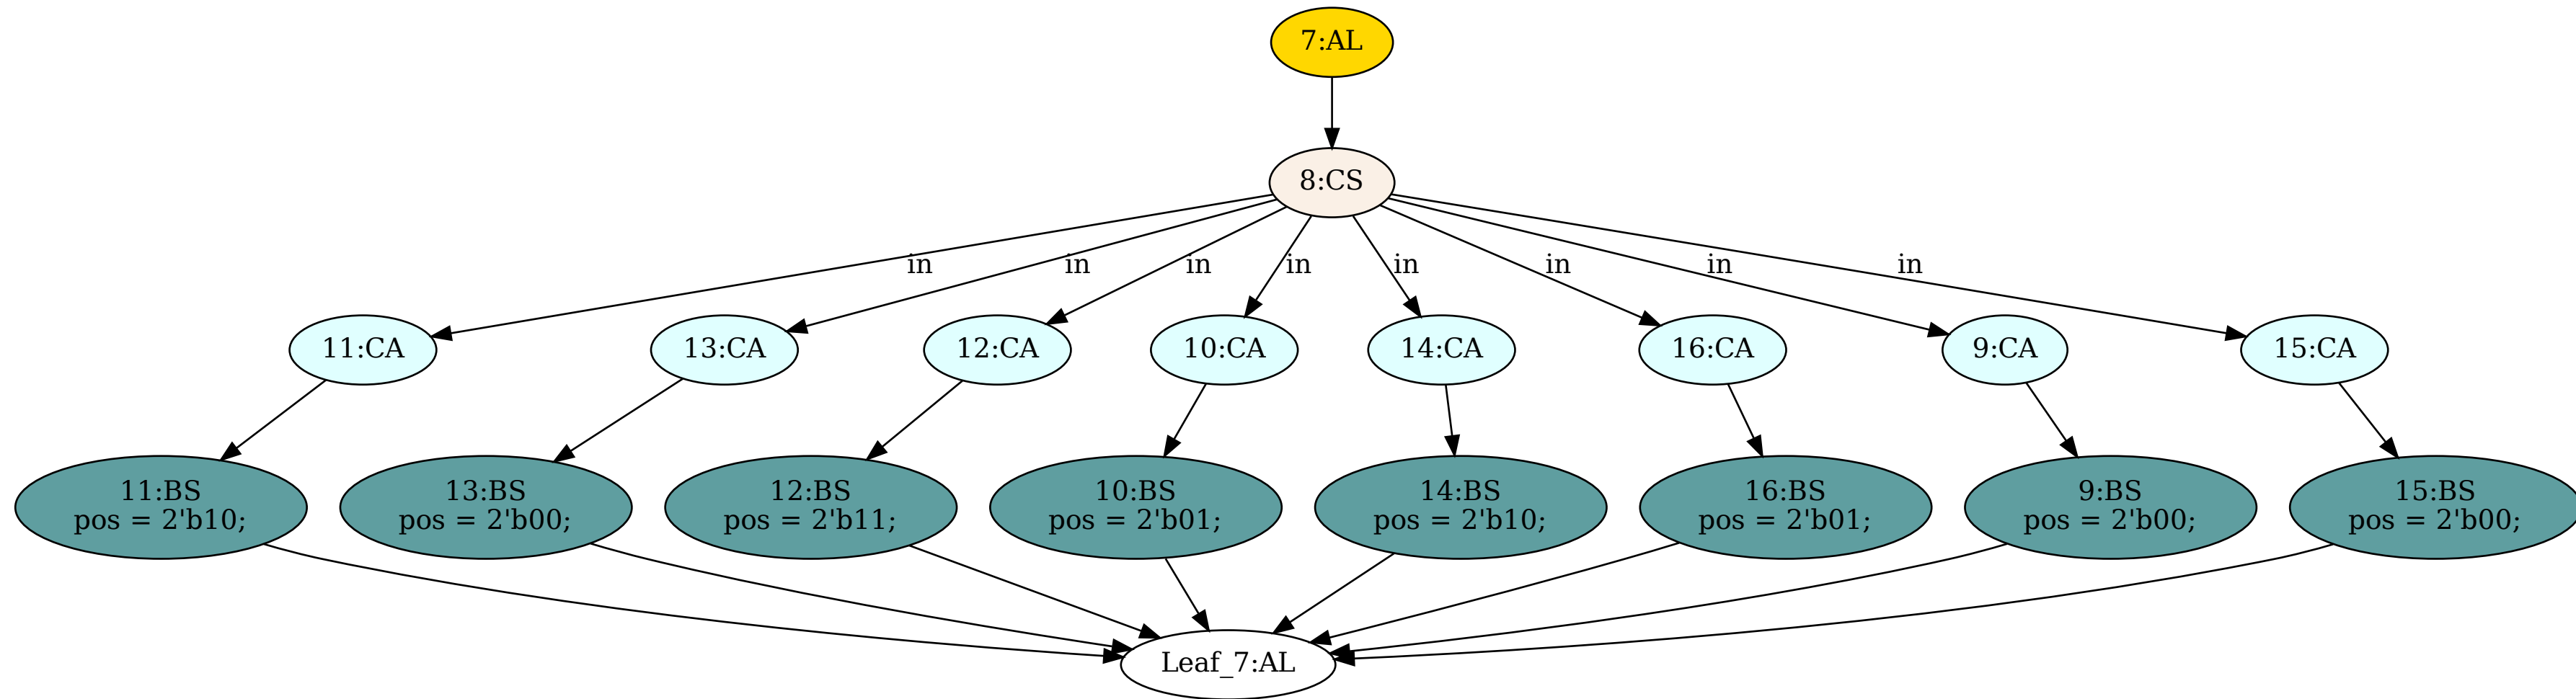 7:AL
8:CS
in
in
in
in
in
in
in
in
11:CA
13:CA
12:CA
10:CA
14:CA
16:CA
9:CA
15:CA
11:BS
pos = 2'b10;
13:BS
pos = 2'b00;
12:BS
pos = 2'b11;
10:BS
pos = 2'b01;
14:BS
pos = 2'b10;
16:BS
pos = 2'b01;
9:BS
pos = 2'b00;
15:BS
pos = 2'b00;
Leaf_7:AL